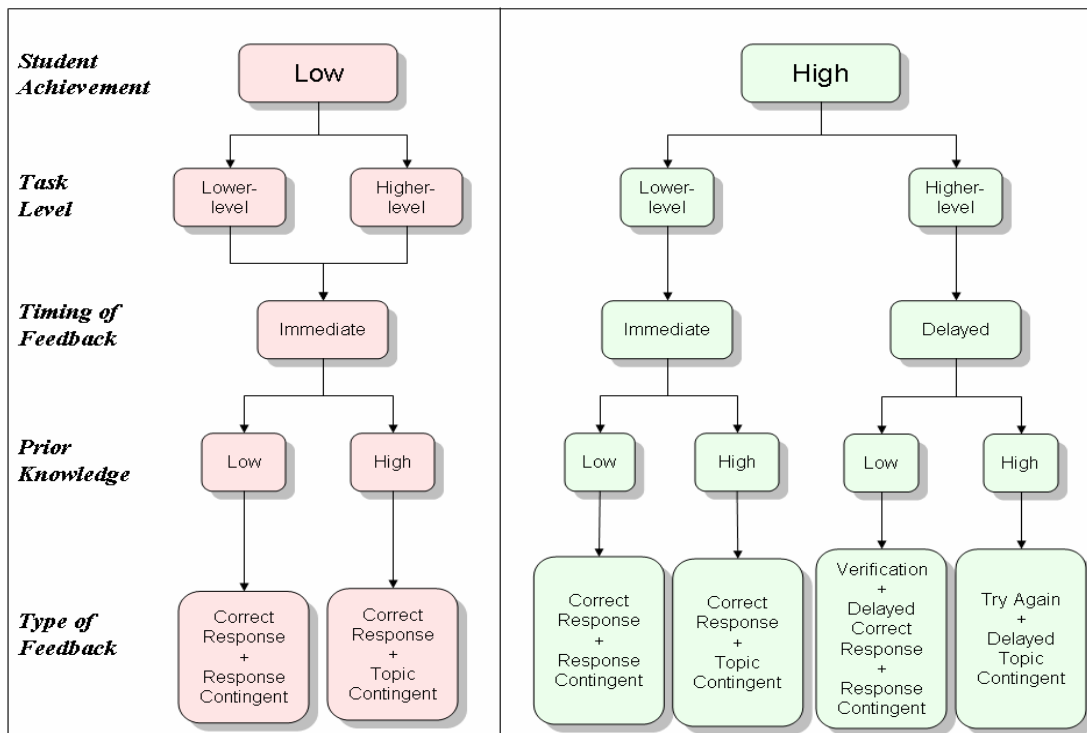 Student
Achievement
Low
High
Task
Level
Lower-
level
Higher-
level
Lower-
level
Higher-
level
Timing of
Feedback
Immediate
Immediate
Delayed
Prior
Knowledge
Low
High
Low
High
Low
High
Type of
Feedback
Correct
Response
+
Response
Contingent
Correct
Response
+
Topic
Contingent
Correct
Response
+
Response
Contingent
Correct
Response
+
Topic
Contingent
Verification
+
Delayed
Correct
Response
+
Response
Contingent
Try Again
+
Delayed
Topic
Contingent